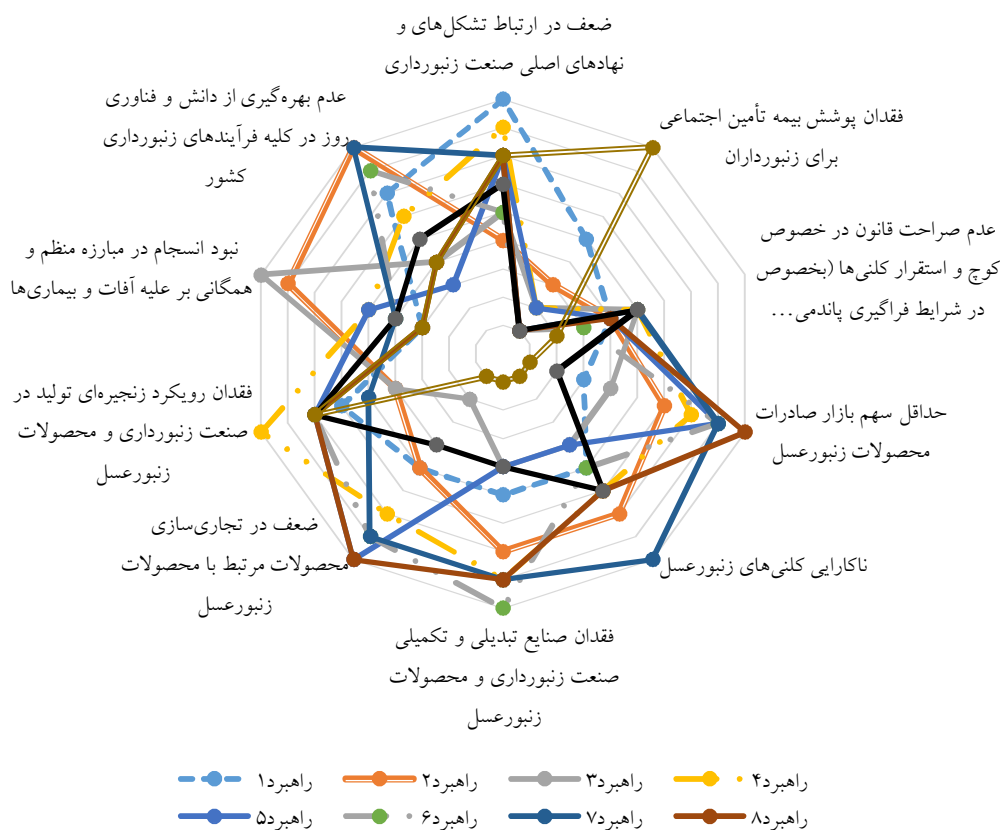 ضعف در ارتباط تشکل‌های و
نهادهای اصلی صنعت زنبورداری
فقدان پوشش بیمه تأمین اجتماعی
برای زنبورداران
عدم صراحت قانون در خصوص
کوچ و استقرار کلنی‌ها (بخصوص
در شرایط فراگیری پاندمی...
حداقل سهم بازار صادرات
محصولات زنبورعسل
ناکارایی کلنی‌های زنبورعسل
فقدان صنایع تبدیلی و تکمیلی
صنعت زنبورداری و محصولات
زنبورعسل
ضعف در تجاری‌سازی
محصولات مرتبط با محصولات
زنبورعسل
فقدان رویکرد زنجیره‌ای تولید در
صنعت زنبورداری و محصولات
زنبورعسل
نبود انسجام در مبارزه منظم و
همگانی بر علیه آفات و بیماری‌ها
عدم بهره‌گیری از دانش و فناوری
روز در کلیه فرآیندهای زنبورداری
کشور
راهبرد۱ راهبرد۲ راهبرد۳ راهبرد۴
راهبرد۵ راهبرد۶ راهبرد۷ راهبرد۸